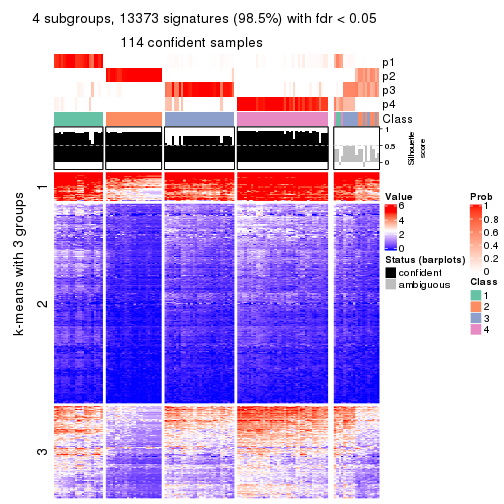 4 subgroups, 13373 signatures (98.5%) with fdr < 0.05
114 confident samples
p1
p2
p3
p4
Class
1
0.5
0
Silhouette
score
k-means with 3 groups
1
2
3
Value
6
4
2
0
Status (barplots)
confident
ambiguous
Prob
1
0.8
0.6
0.4
0.2
0
Class
1
2
3
4